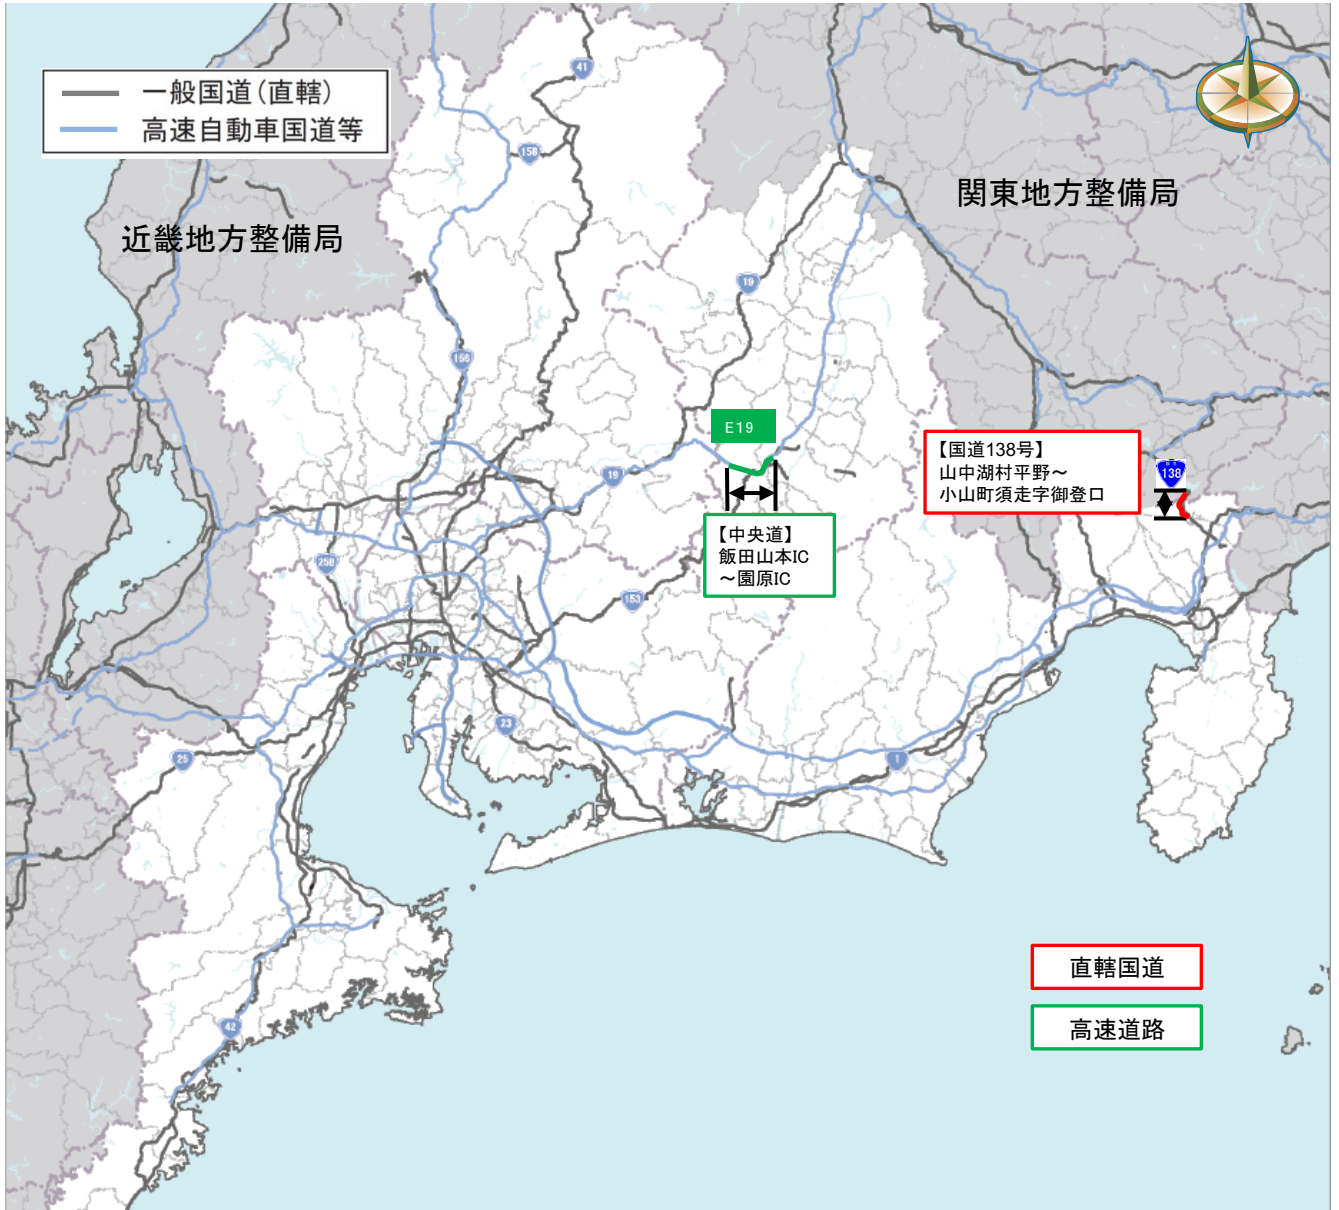 一般国道(直轄)
高速自動車国道等
近畿地方整備局
関東地方整備局
41
158
19
156
E19
【国道138号】
山中湖村平野～
小山町須走字御登口
138
19
【中央道】
飯田山本IC
～園原IC
258
153
23
25
1
直轄国道
高速道路
42